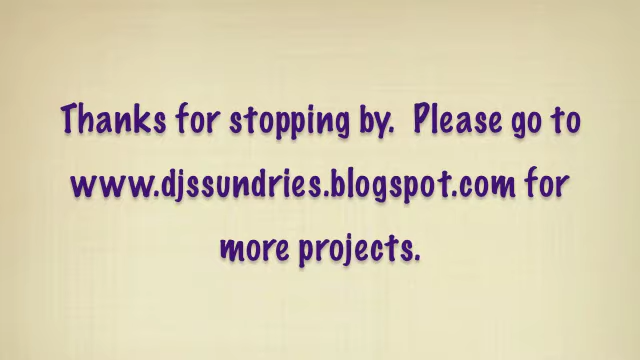 Thanks for stopping by.  Please go to
www.djssundries.blogspot.com for
more projects.